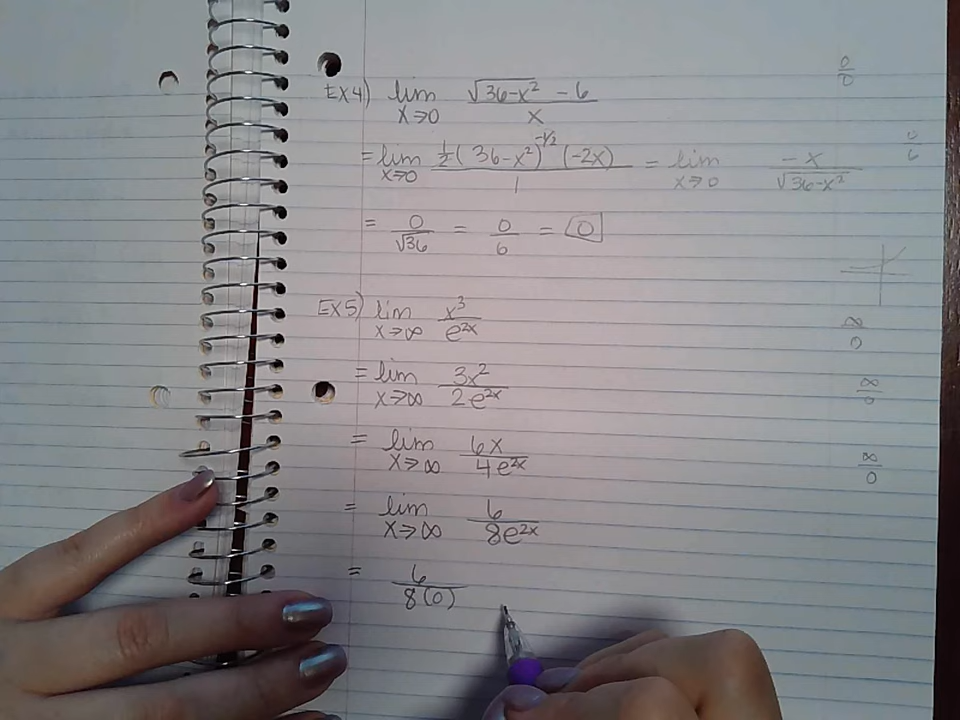 EX4) lim x→0 (√36-x² - 6)/x
0/0
= lim x→0 (½(36-x²)^(-1/2) (-2x))/1 = lim x→0 -x/√36-x²
0/6
= 0/√36 = 0/6 = 0
EX5) lim x→∞ x³/e^2x
∞/0
= lim x→∞ 3x²/2e^2x
∞/0
= lim x→∞ 6x/4e^2x
∞/0
= lim x→∞ 6/8e^2x
= 6/8(0)